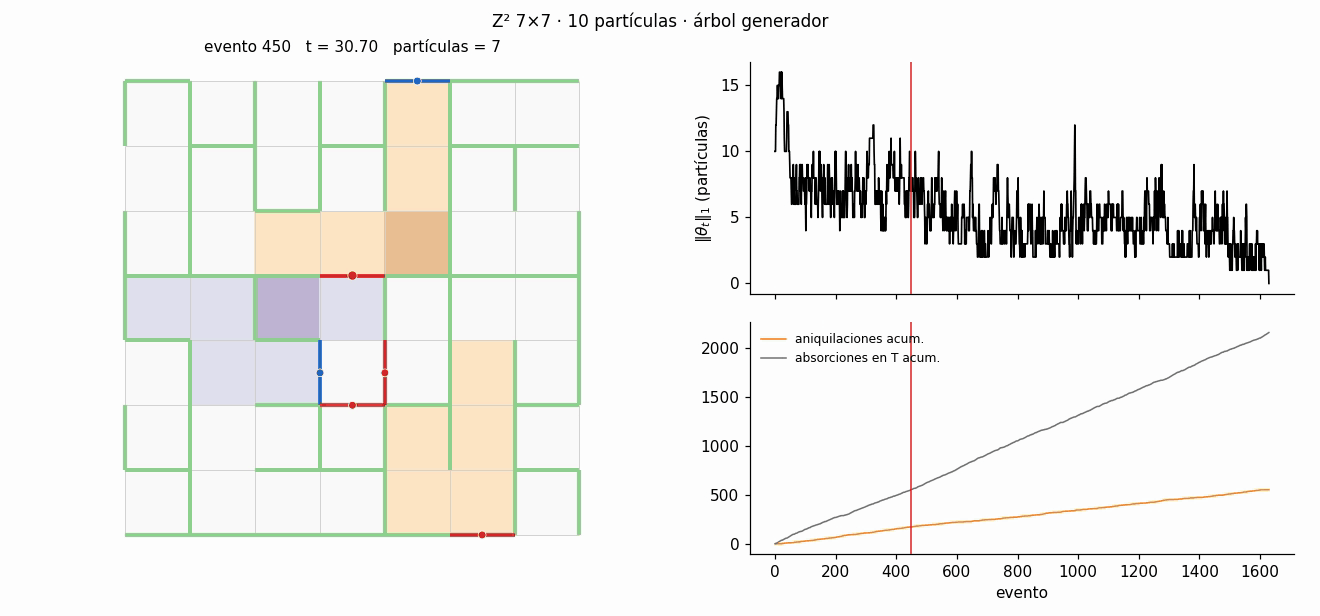 Z² 7×7 · 10 partículas · árbol generador
evento 450 t = 30.70 partículas = 7
15
10
5
0
‖θₜ‖₁ (partículas)
aniquilaciones acum.
absorciones en T acum.
2000
1500
1000
500
0
0 200 400 600 800 1000 1200 1400 1600
evento